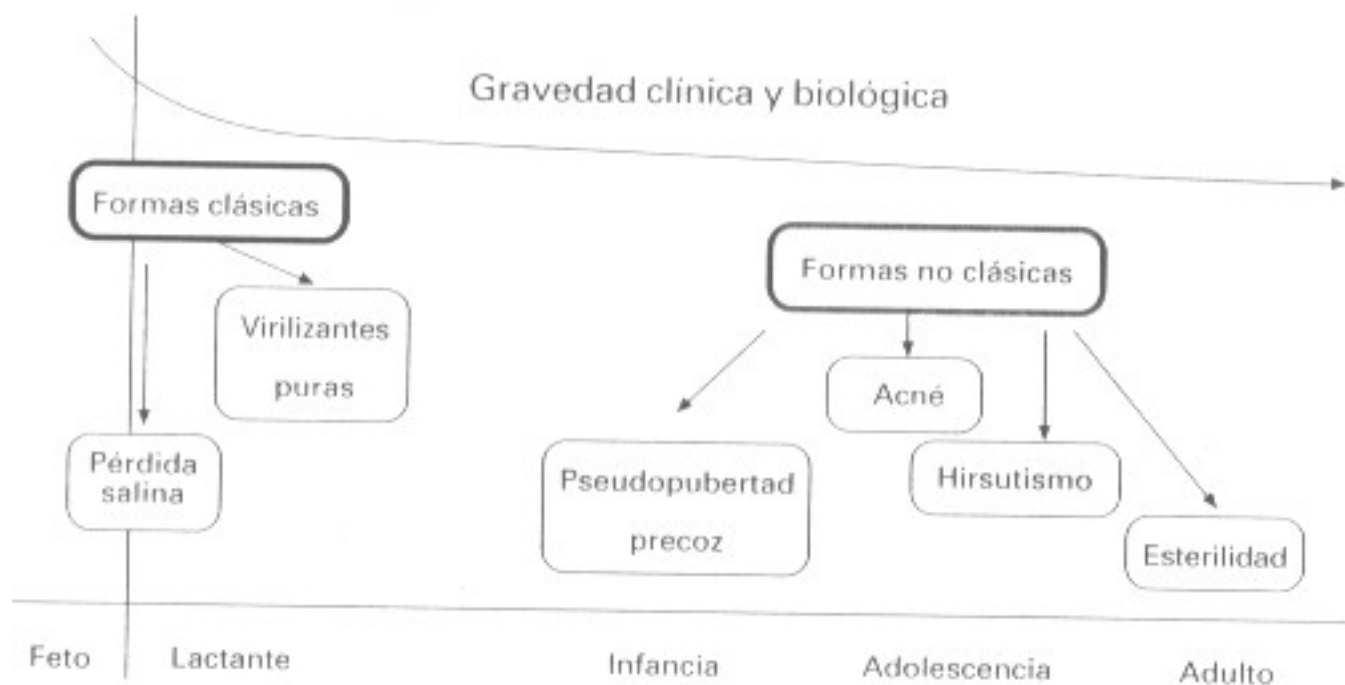 Gravedad clínica y biológica
Formas clásicas
Formas no clásicas
Virilizantes
puras
Acné
Pérdida
salina
Pseudopubertad
precoz
Hirsutismo
Esterilidad
Feto
Lactante
Infancia
Adolescencia
Adulto